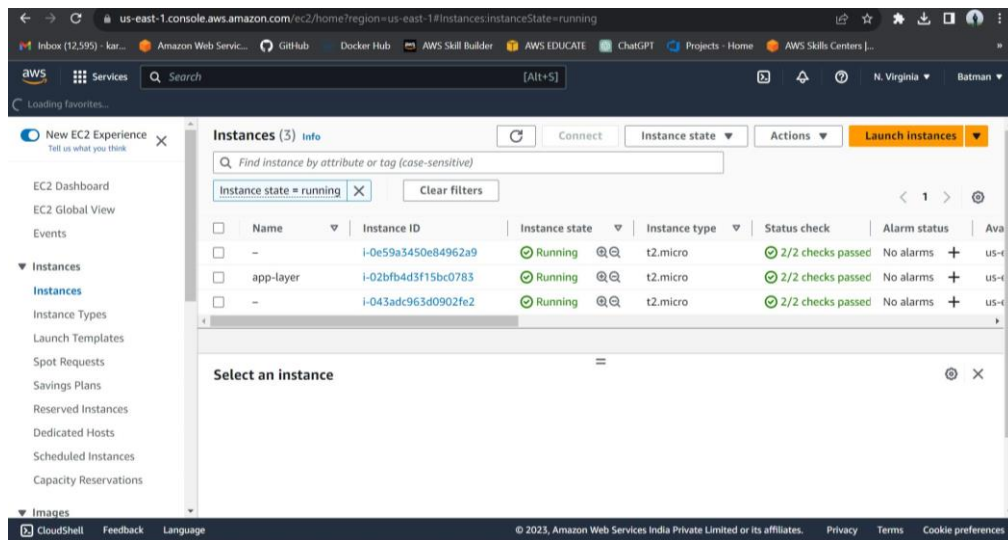 us-east-1.console.aws.amazon.com/ec2/home?region=us-east-1#Instances:instanceState=running
Inbox (12,595) - kar... Amazon Web Servic... GitHub Docker Hub AWS Skill Builder AWS EDUCATE ChatGPT Projects - Home AWS Skills Centers |... »
aws Services Search [Alt+S] N. Virginia ▼ Batman ▼
Loading favorites...
New EC2 Experience
Tell us what you think
EC2 Dashboard
EC2 Global View
Events
▼ Instances
Instances
Instance Types
Launch Templates
Spot Requests
Savings Plans
Reserved Instances
Dedicated Hosts
Scheduled Instances
Capacity Reservations
▼ Images
Instances (3) Info Connect Instance state ▼ Actions ▼ Launch instances ▼
Find instance by attribute or tag (case-sensitive)
Instance state = running X Clear filters
< 1 >
Name Instance ID Instance state Instance type Status check Alarm status Ava
– i-0e59a3450e84962a9 Running t2.micro 2/2 checks passed No alarms + us-e
app-layer i-02bfb4d3f15bc0783 Running t2.micro 2/2 checks passed No alarms + us-e
– i-043adc963d0902fe2 Running t2.micro 2/2 checks passed No alarms + us-e
Select an instance
CloudShell Feedback Language © 2023, Amazon Web Services India Private Limited or its affiliates. Privacy Terms Cookie preferences